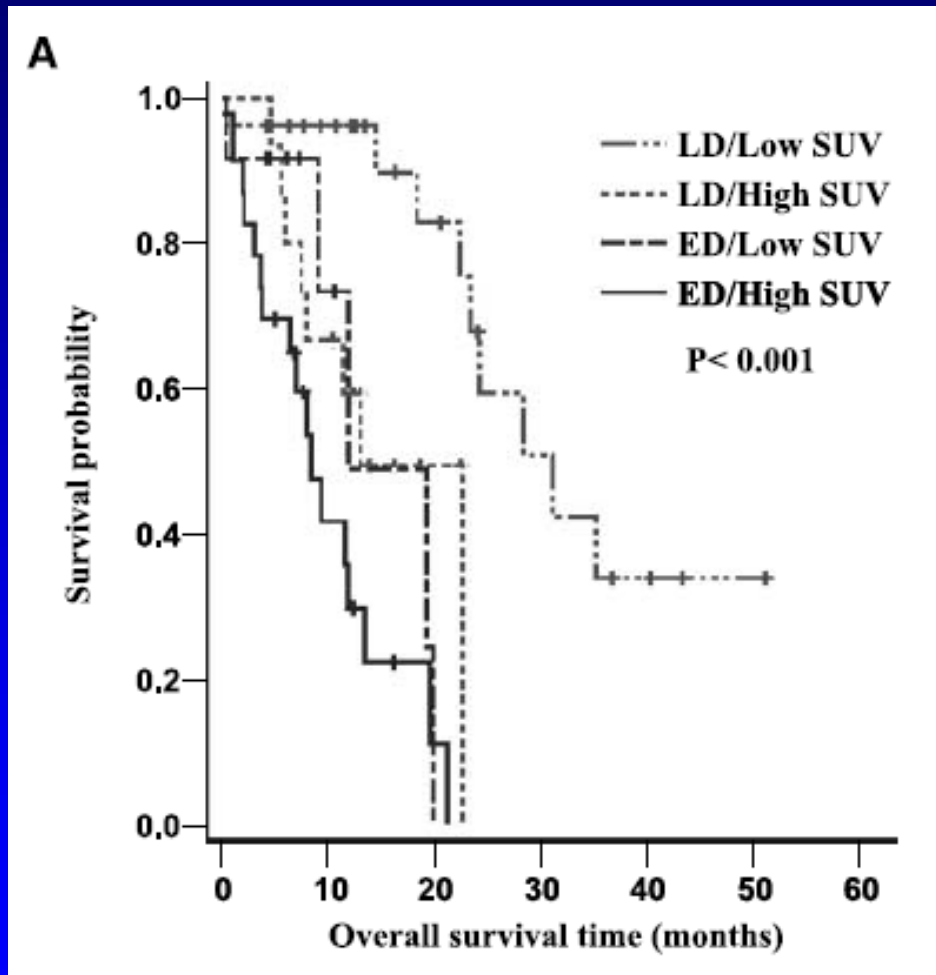 A
1.0
0.8
0.6
0.4
0.2
0.0
Survival probability
LD/Low SUV
LD/High SUV
ED/Low SUV
ED/High SUV
P< 0.001
0 10 20 30 40 50 60
Overall survival time (months)